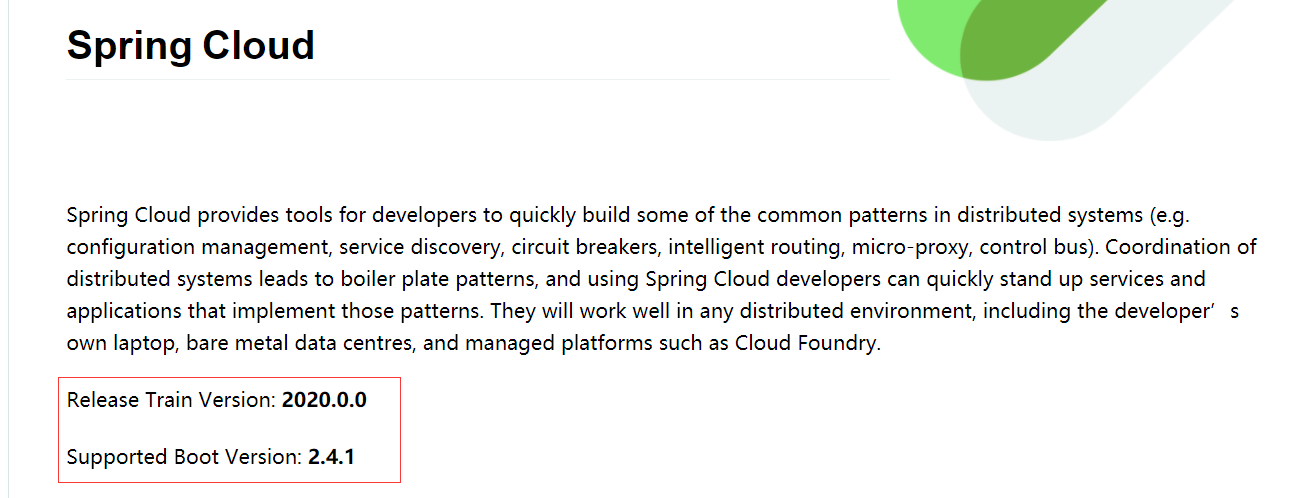 Spring Cloud
Spring Cloud provides tools for developers to quickly build some of the common patterns in distributed systems (e.g.
configuration management, service discovery, circuit breakers, intelligent routing, micro-proxy, control bus). Coordination of
distributed systems leads to boiler plate patterns, and using Spring Cloud developers can quickly stand up services and
applications that implement those patterns. They will work well in any distributed environment, including the developer’s
own laptop, bare metal data centres, and managed platforms such as Cloud Foundry.
Release Train Version: 2020.0.0
Supported Boot Version: 2.4.1